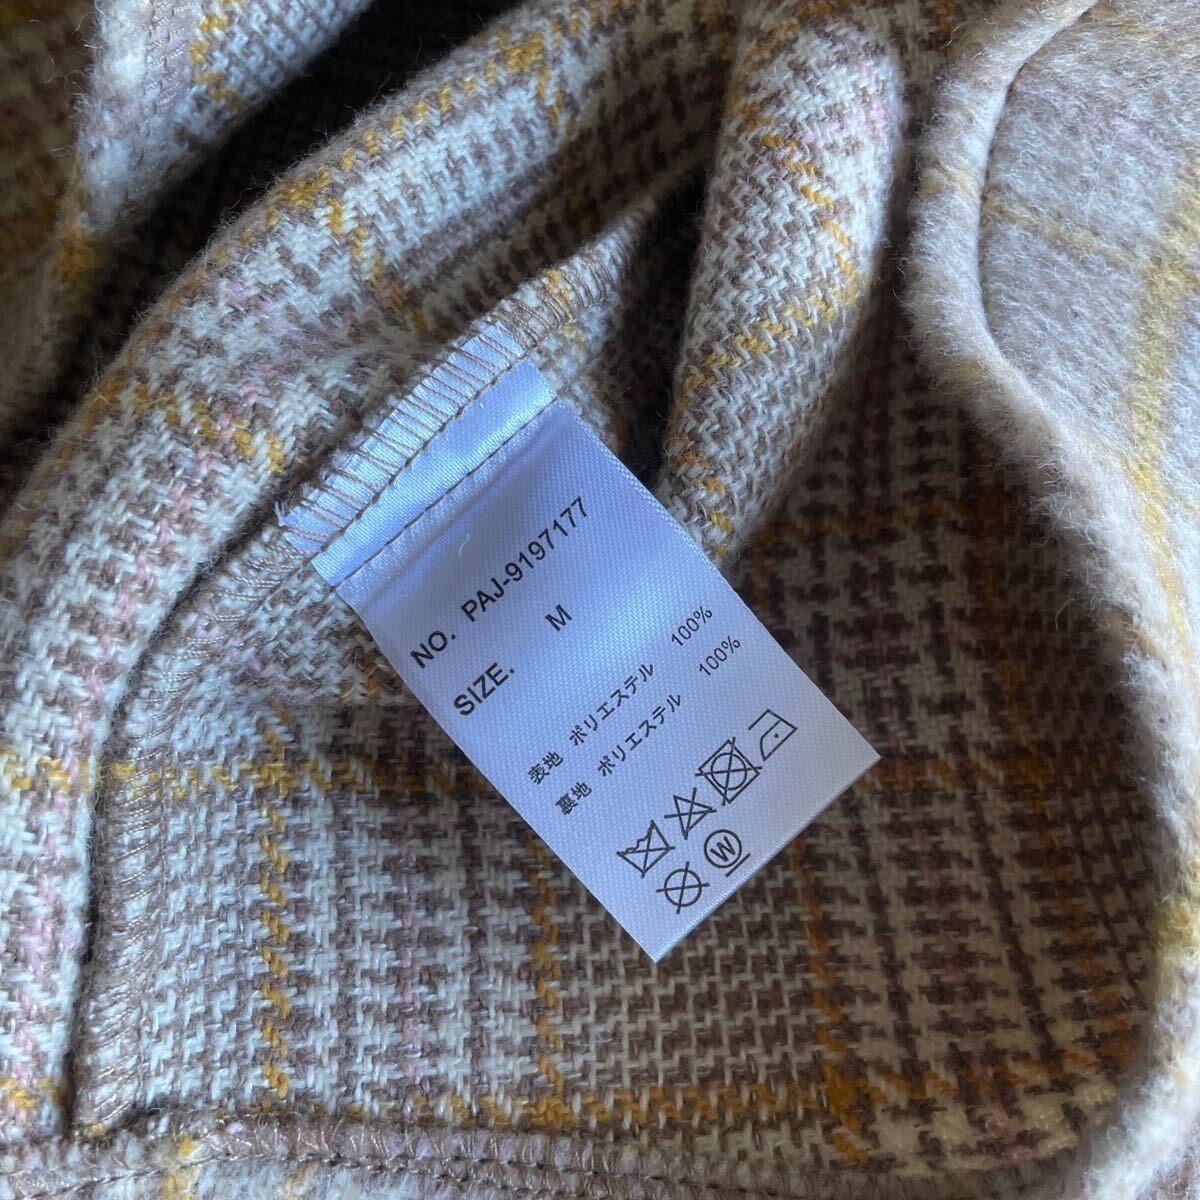 NO. PAJ-9197177
SIZE. M
表地 ポリエステル 100%
裏地 ポリエステル 100%
W